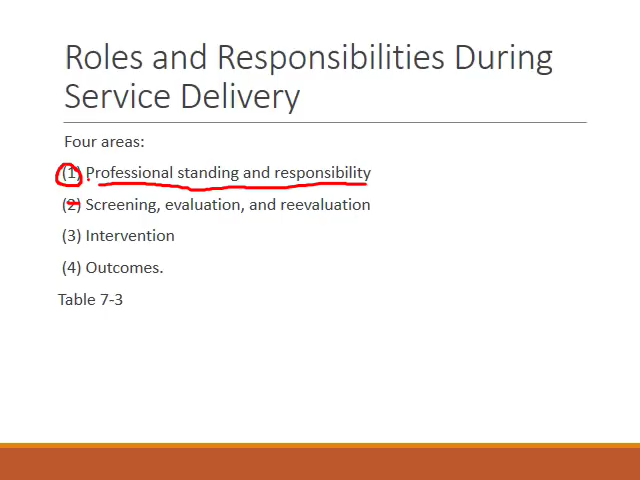 Roles and Responsibilities During
Service Delivery
Four areas:
(1) Professional standing and responsibility
(2) Screening, evaluation, and reevaluation
(3) Intervention
(4) Outcomes.
Table 7-3